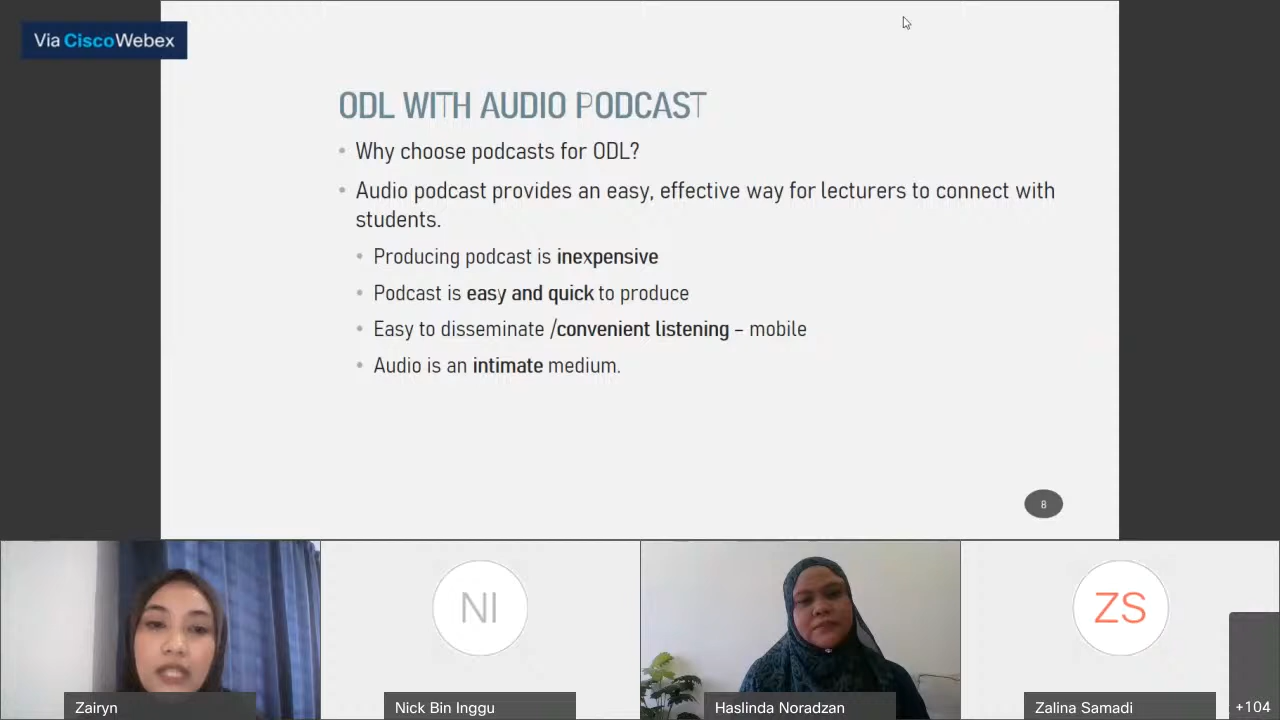 Via CiscoWebex
ODL WITH AUDIO PODCAST
• Why choose podcasts for ODL?
• Audio podcast provides an easy, effective way for lecturers to connect with
students.
• Producing podcast is inexpensive
• Podcast is easy and quick to produce
• Easy to disseminate /convenient listening – mobile
• Audio is an intimate medium.
8
NI
ZS
Zairyn
Nick Bin Inggu
Haslinda Noradzan
Zalina Samadi
+104